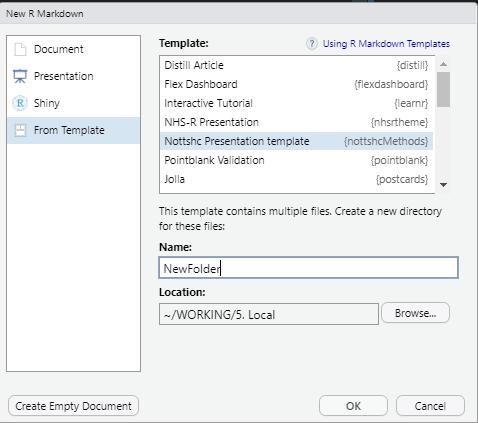 New R Markdown
Document
Presentation
R Shiny
From Template
Template:
? Using R Markdown Templates
Distill Article {distill}
Flex Dashboard {flexdashboard}
Interactive Tutorial {learnr}
NHS-R Presentation {nhsrtheme}
Nottshc Presentation template {nottshcMethods}
Pointblank Validation {pointblank}
Jolla {postcards}
This template contains multiple files. Create a new directory
for these files:
Name:
NewFolder
Location:
~/WORKING/5. Local
Browse...
Create Empty Document
OK
Cancel